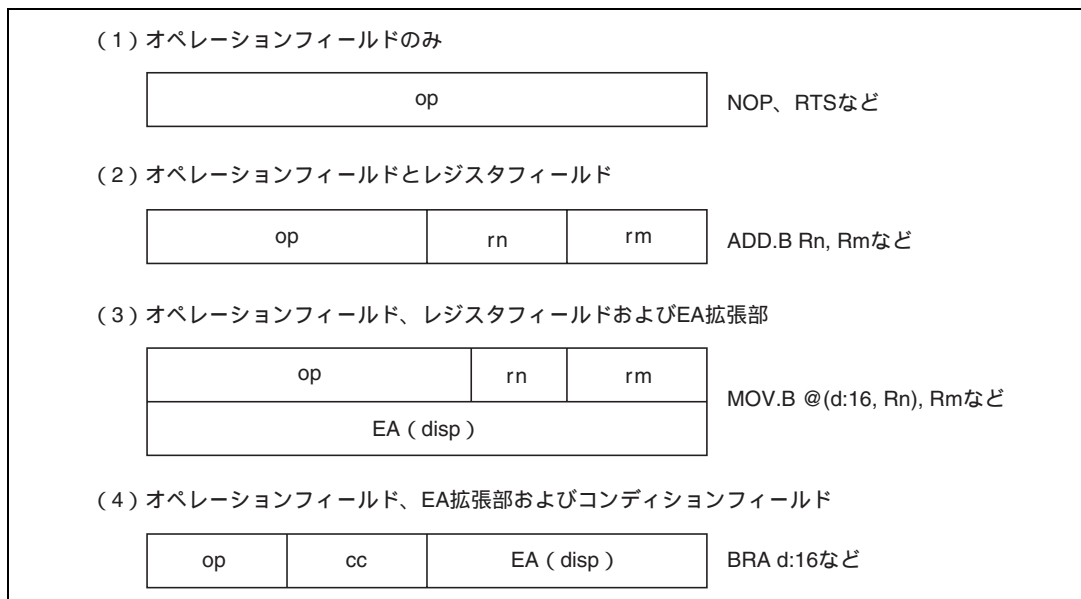 (1)オペレーションフィールドのみ
op
NOP、RTSなど
(2)オペレーションフィールドとレジスタフィールド
op rn rm
ADD.B Rn, Rmなど
(3)オペレーションフィールド、レジスタフィールドおよびEA拡張部
op rn rm
EA(disp)
MOV.B @(d:16, Rn), Rmなど
(4)オペレーションフィールド、EA拡張部およびコンディションフィールド
op cc EA(disp)
BRA d:16など